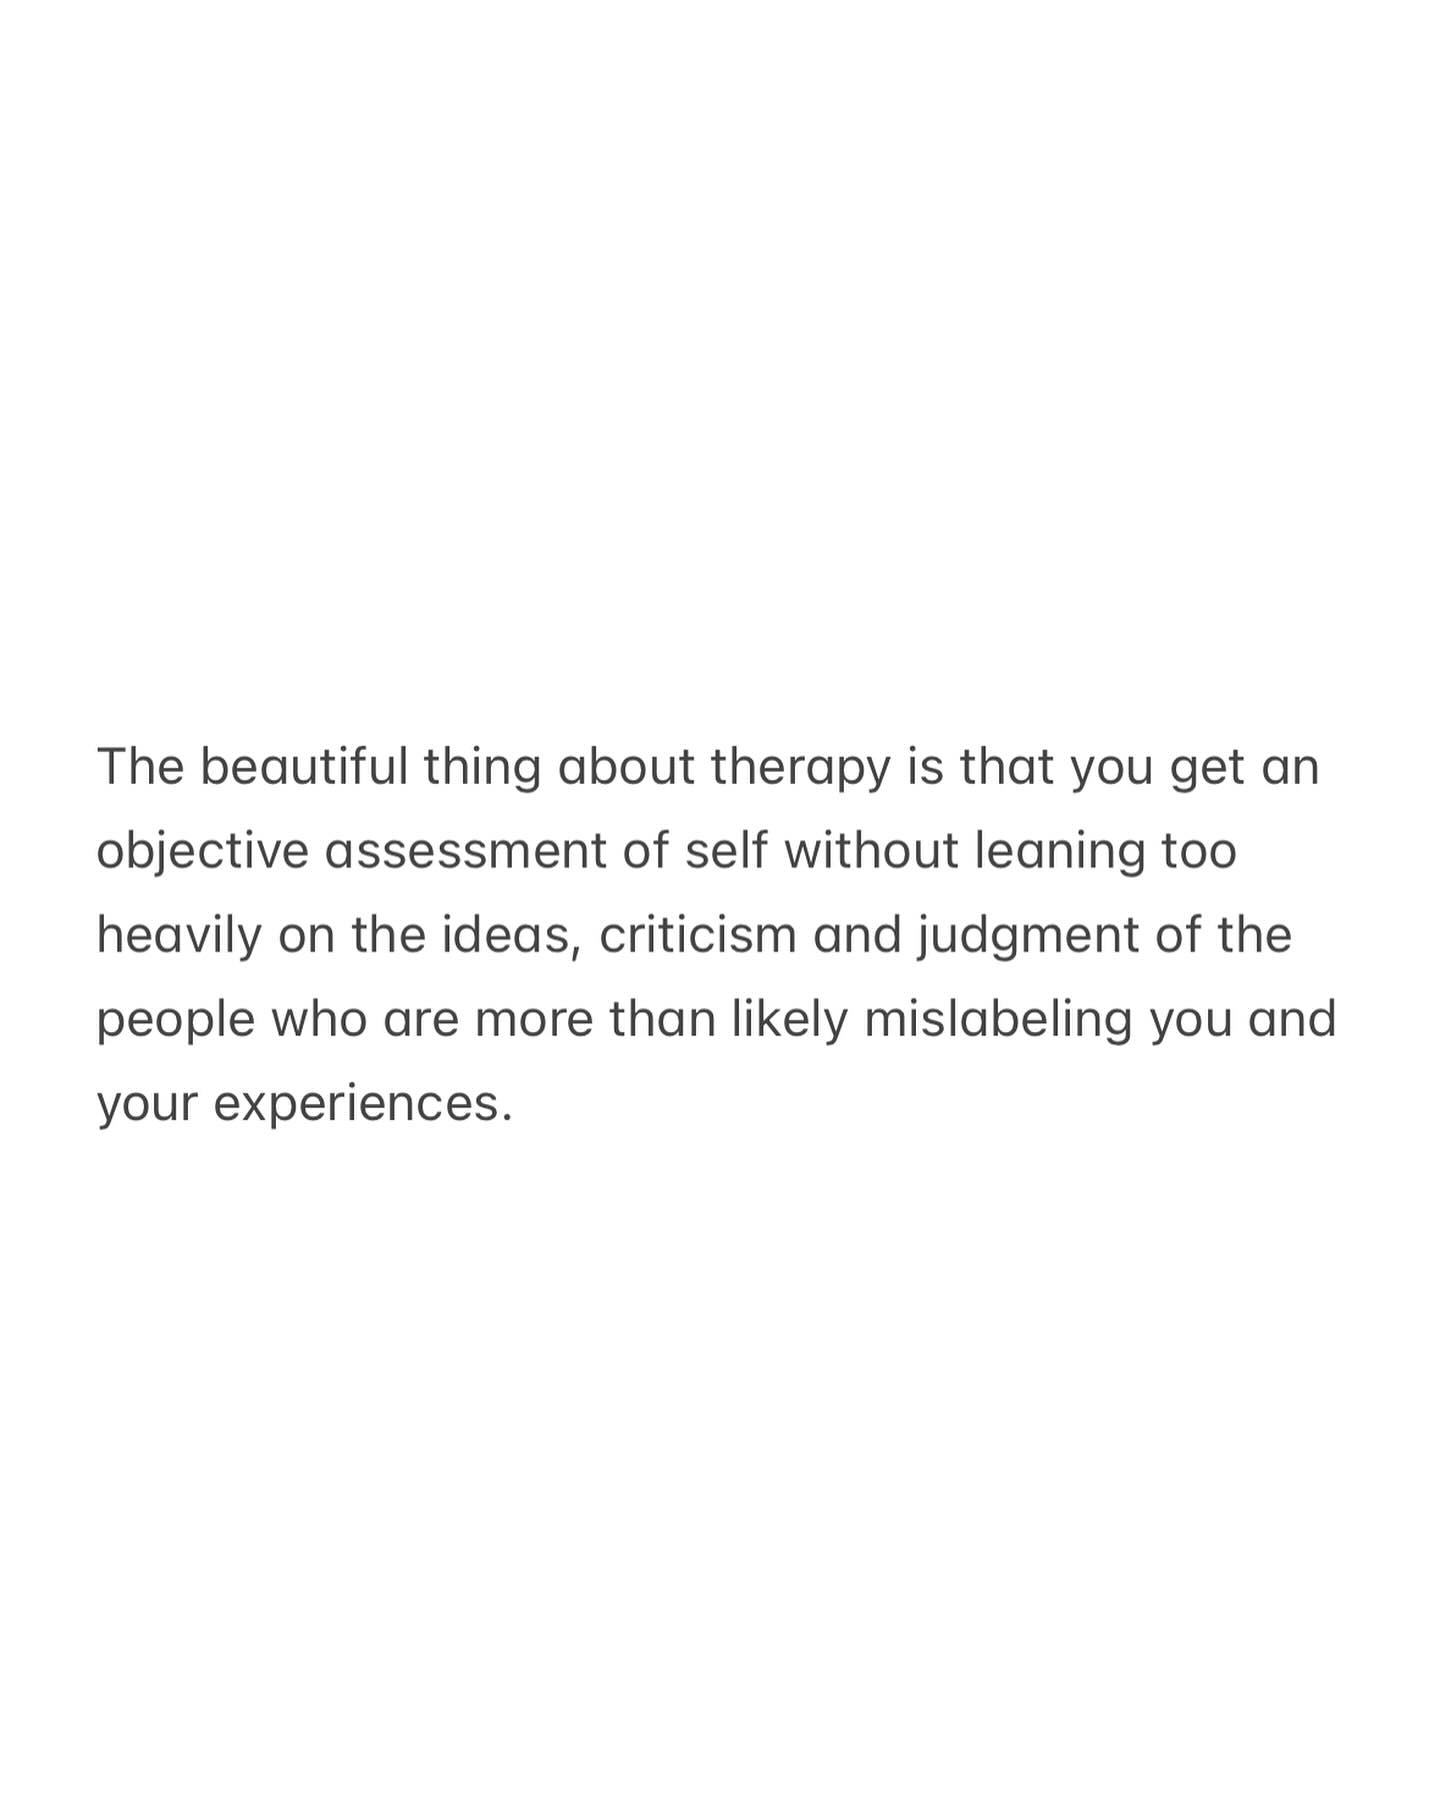 The beautiful thing about therapy is that you get an
objective assessment of self without leaning too
heavily on the ideas, criticism and judgment of the
people who are more than likely mislabeling you and
your experiences.